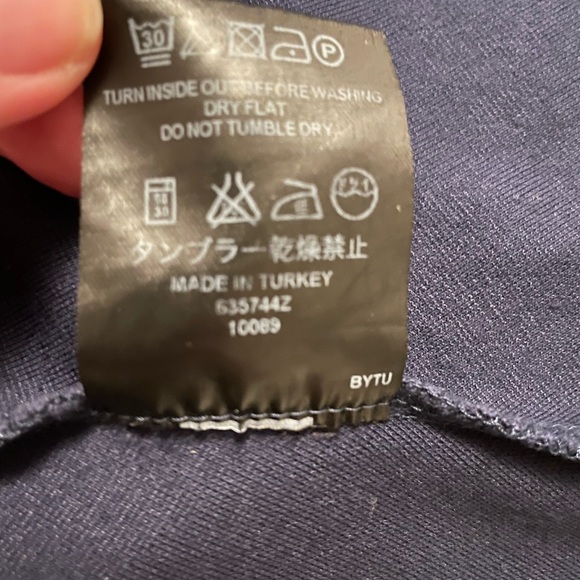 30 P
TURN INSIDE OUT BEFORE WASHING
DRY FLAT
DO NOT TUMBLE DRY
タンブラー乾燥禁止
MADE IN TURKEY
635744Z
10089
BYTU